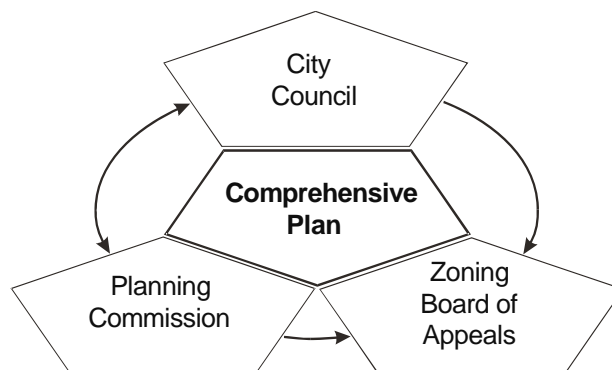 City
Council
Comprehensive
Plan
Planning
Commission
Zoning
Board of
Appeals